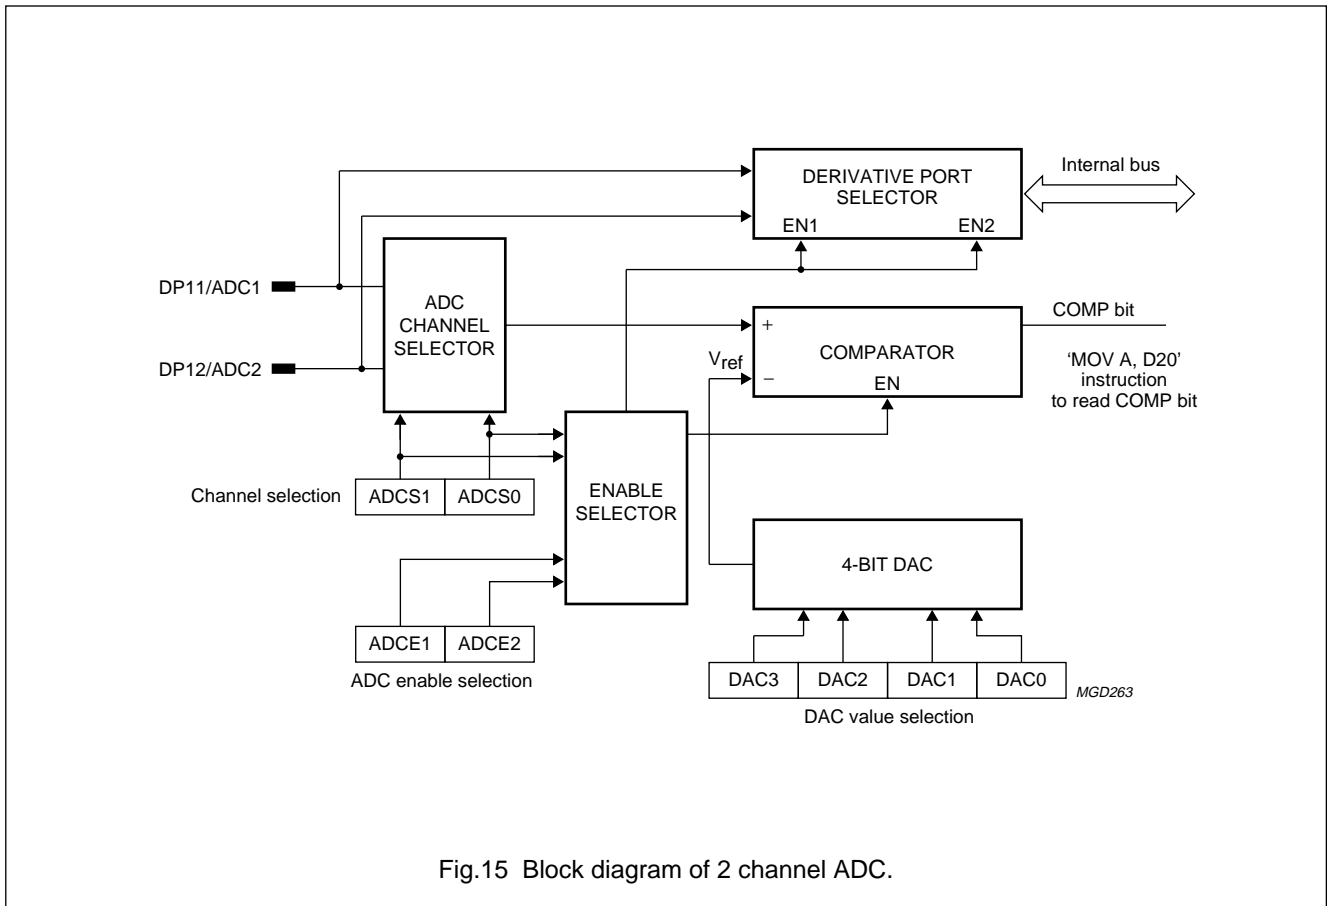 DERIVATIVE PORT
SELECTOR
EN1 EN2
Internal bus
DP11/ADC1
DP12/ADC2
ADC
CHANNEL
SELECTOR
Vref
+
−
COMPARATOR
EN
COMP bit
‘MOV A, D20’
instruction
to read COMP bit
Channel selection
ADCS1 ADCS0
ENABLE
SELECTOR
4-BIT DAC
ADCE1 ADCE2
ADC enable selection
DAC3 DAC2 DAC1 DAC0
MGD263
DAC value selection
Fig.15 Block diagram of 2 channel ADC.